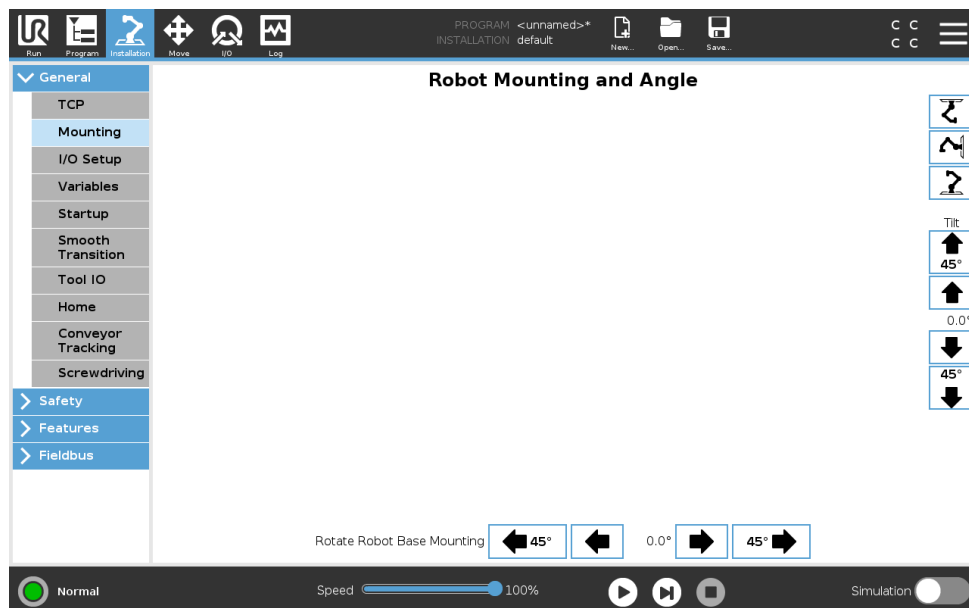 UR
Run
Program
Installation
Move
I/O
Log
PROGRAM <unnamed>*
INSTALLATION default
New...
Open...
Save...
C C
C C
General
TCP
Mounting
I/O Setup
Variables
Startup
Smooth
Transition
Tool IO
Home
Conveyor
Tracking
Screwdriving
Safety
Features
Fieldbus
Robot Mounting and Angle
Tilt
45°
0.0°
45°
Rotate Robot Base Mounting
45°
0.0°
45°
Normal
Speed
100%
Simulation